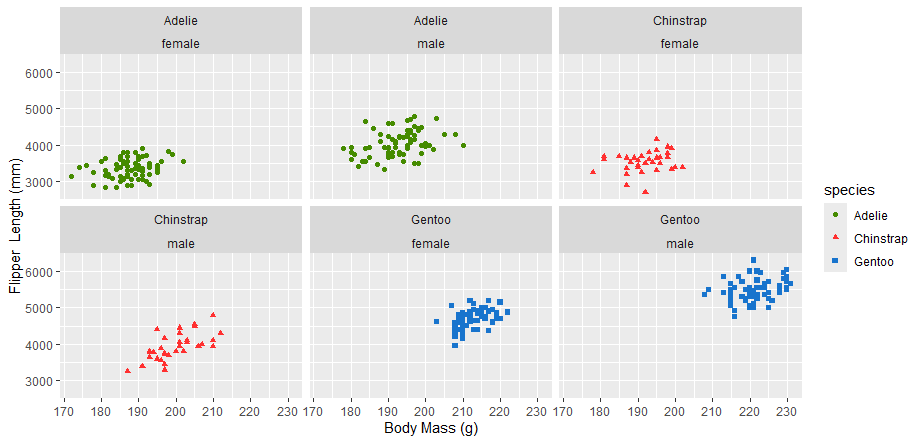 Adelie
female
Adelie
male
Chinstrap
female
6000
5000
4000
3000
Chinstrap
male
Gentoo
female
Gentoo
male
6000
5000
4000
3000
170 180 190 200 210 220 230
170 180 190 200 210 220 230
170 180 190 200 210 220 230
Body Mass (g)
Flipper Length (mm)
species
Adelie
Chinstrap
Gentoo